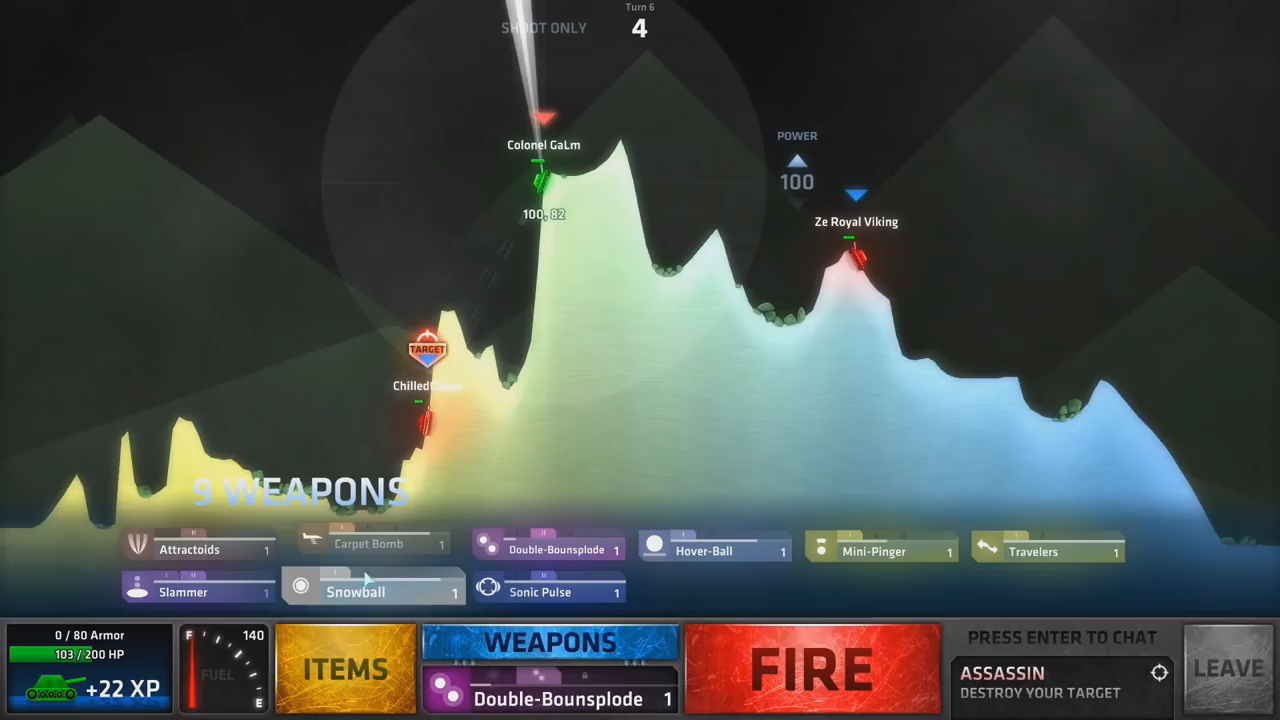 Turn 6
SHOOT ONLY
4
Colonel GaLm
POWER
100
100, 82
Ze Royal Viking
TARGET
9 WEAPONS
Attractoids 1
Carpet Bomb 1
Double-Bounsplode 1
Hover-Ball 1
Mini-Pinger 1
Travelers 1
Slammer 1
Snowball 1
Sonic Pulse 1
0 / 80 Armor
103 / 200 HP
+22 XP
F 140
FUEL
E
ITEMS
WEAPONS
Double-Bounsplode 1
FIRE
PRESS ENTER TO CHAT
ASSASSIN
DESTROY YOUR TARGET
LEAVE